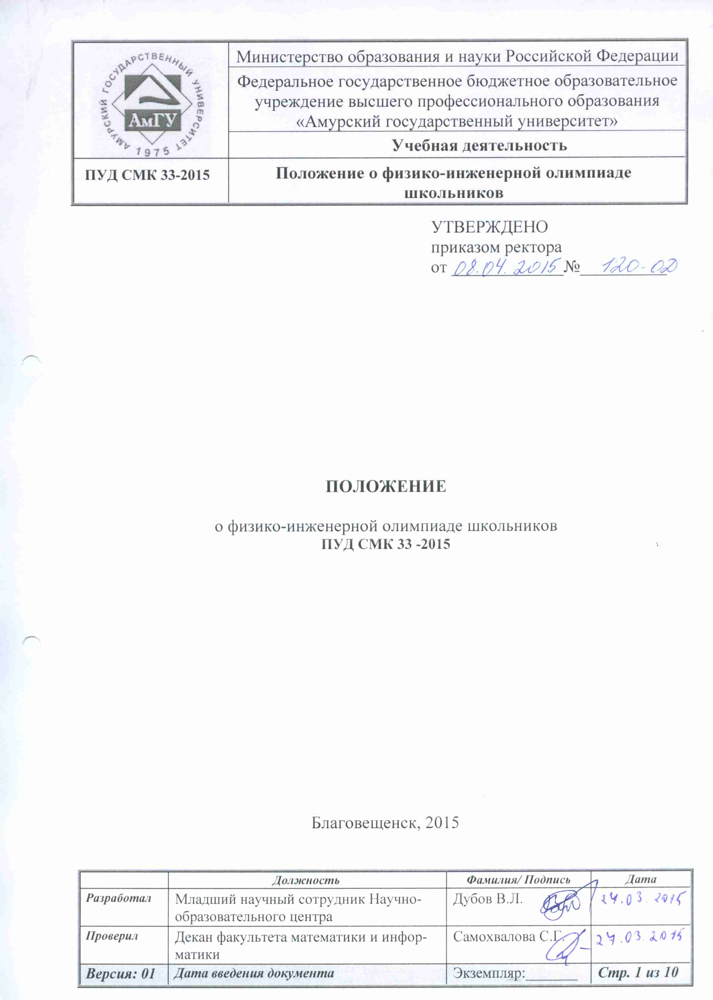 АМУРСКИЙ ГОСУДАРСТВЕННЫЙ УНИВЕРСИТЕТ
АмГУ
1975
Министерство образования и науки Российской Федерации
Федеральное государственное бюджетное образовательное
учреждение высшего профессионального образования
«Амурский государственный университет»
Учебная деятельность
ПУД СМК 33-2015
Положение о физико-инженерной олимпиаде
школьников
УТВЕРЖДЕНО
приказом ректора
от 08.04.2015 № 120-ОД
ПОЛОЖЕНИЕ
о физико-инженерной олимпиаде школьников
ПУД СМК 33 -2015
Благовещенск, 2015
Должность Фамилия/ Подпись Дата
Разработал Младший научный сотрудник Научно- Дубов В.Л. 24.03.2015
образовательного центра
Проверил Декан факультета математики и инфор- Самохвалова С.Г. 27.03.2015
матики
Версия: 01 Дата введения документа Экземпляр:_______ Стр. 1 из 10